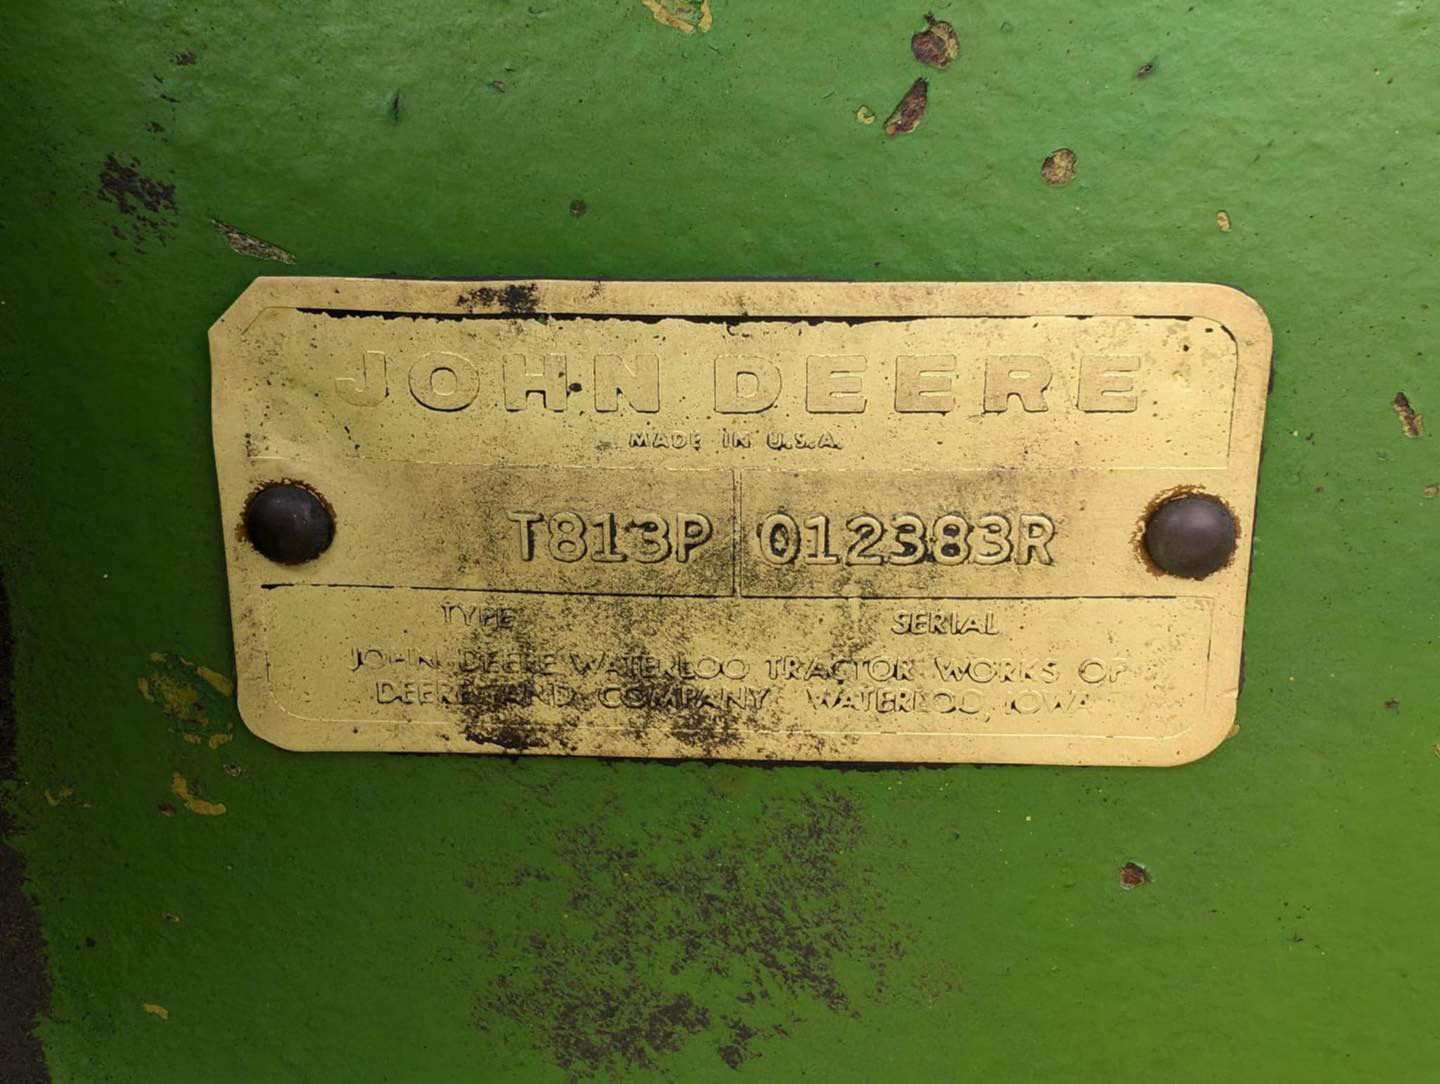 JOHN DEERE
MADE IN U.S.A.
T813P 012383R
TYPE SERIAL
JOHN DEERE WATERLOO TRACTOR WORKS OF
DEERE AND COMPANY WATERLOO, IOWA